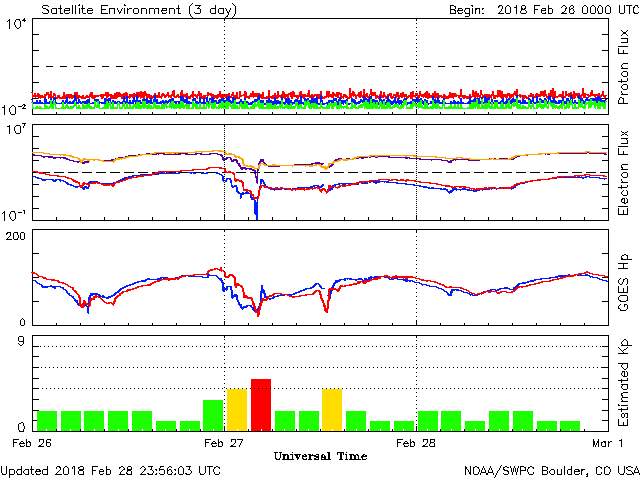 Satellite Environment (3 day) Begin: 2018 Feb 26 0000 UTC
10⁴
Proton Flux
10⁻²
10⁷
Electron Flux
10⁻¹
200
GOES Hp
0
9
Estimated Kp
0
Feb 26 Feb 27 Feb 28 Mar 1
Universal Time
Updated 2018 Feb 28 23:56:03 UTC NOAA/SWPC Boulder, CO USA